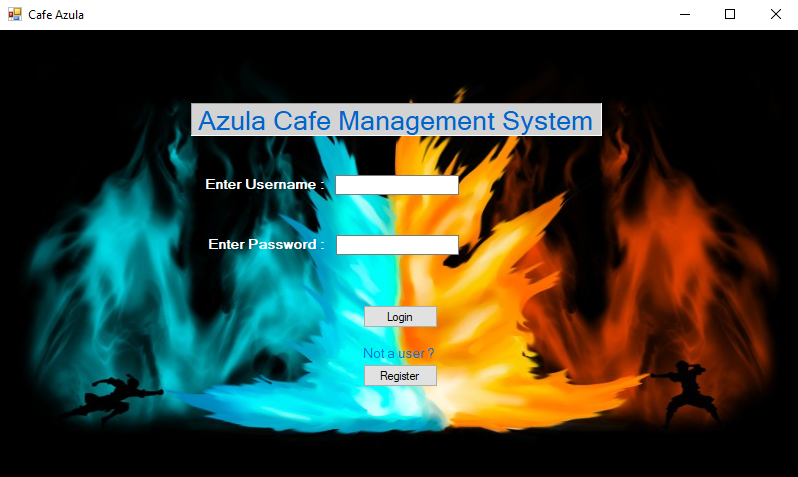 Cafe Azula
Azula Cafe Management System
Enter Username :
Enter Password :
Login
Not a user ?
Register